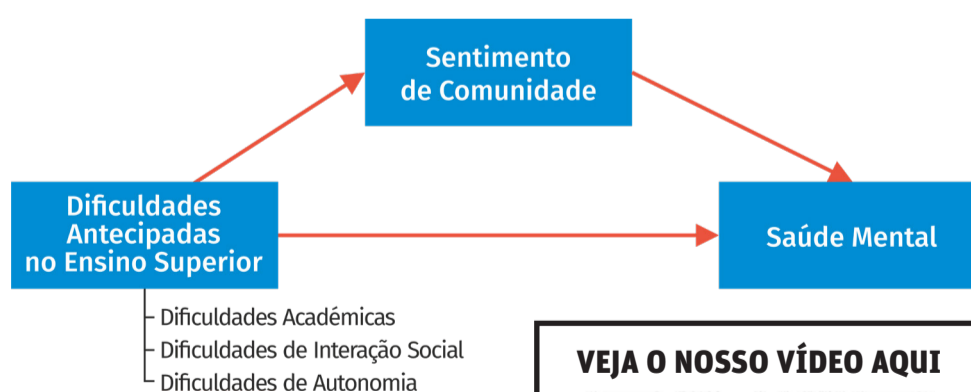 Sentimento
de Comunidade
Dificuldades
Antecipadas
no Ensino Superior
Saúde Mental
Dificuldades Académicas
Dificuldades de Interação Social
Dificuldades de Autonomia
VEJA O NOSSO VÍDEO AQUI